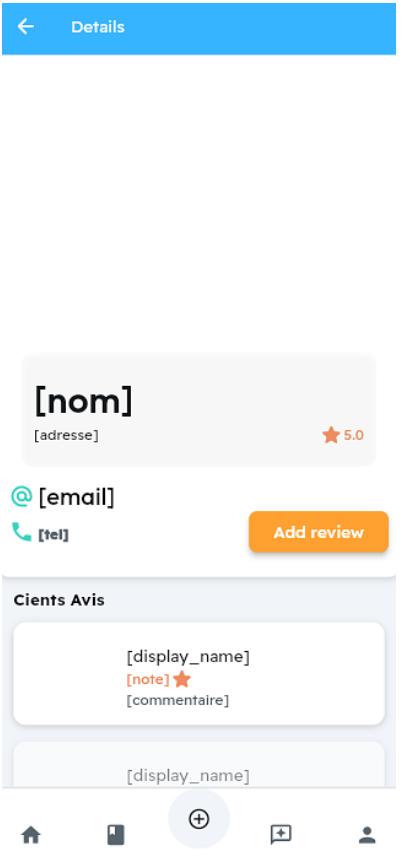 Details
[nom]
[adresse]
5.0
[email]
[tel]
Add review
Cients Avis
[display_name]
[note]
[commentaire]
[display_name]